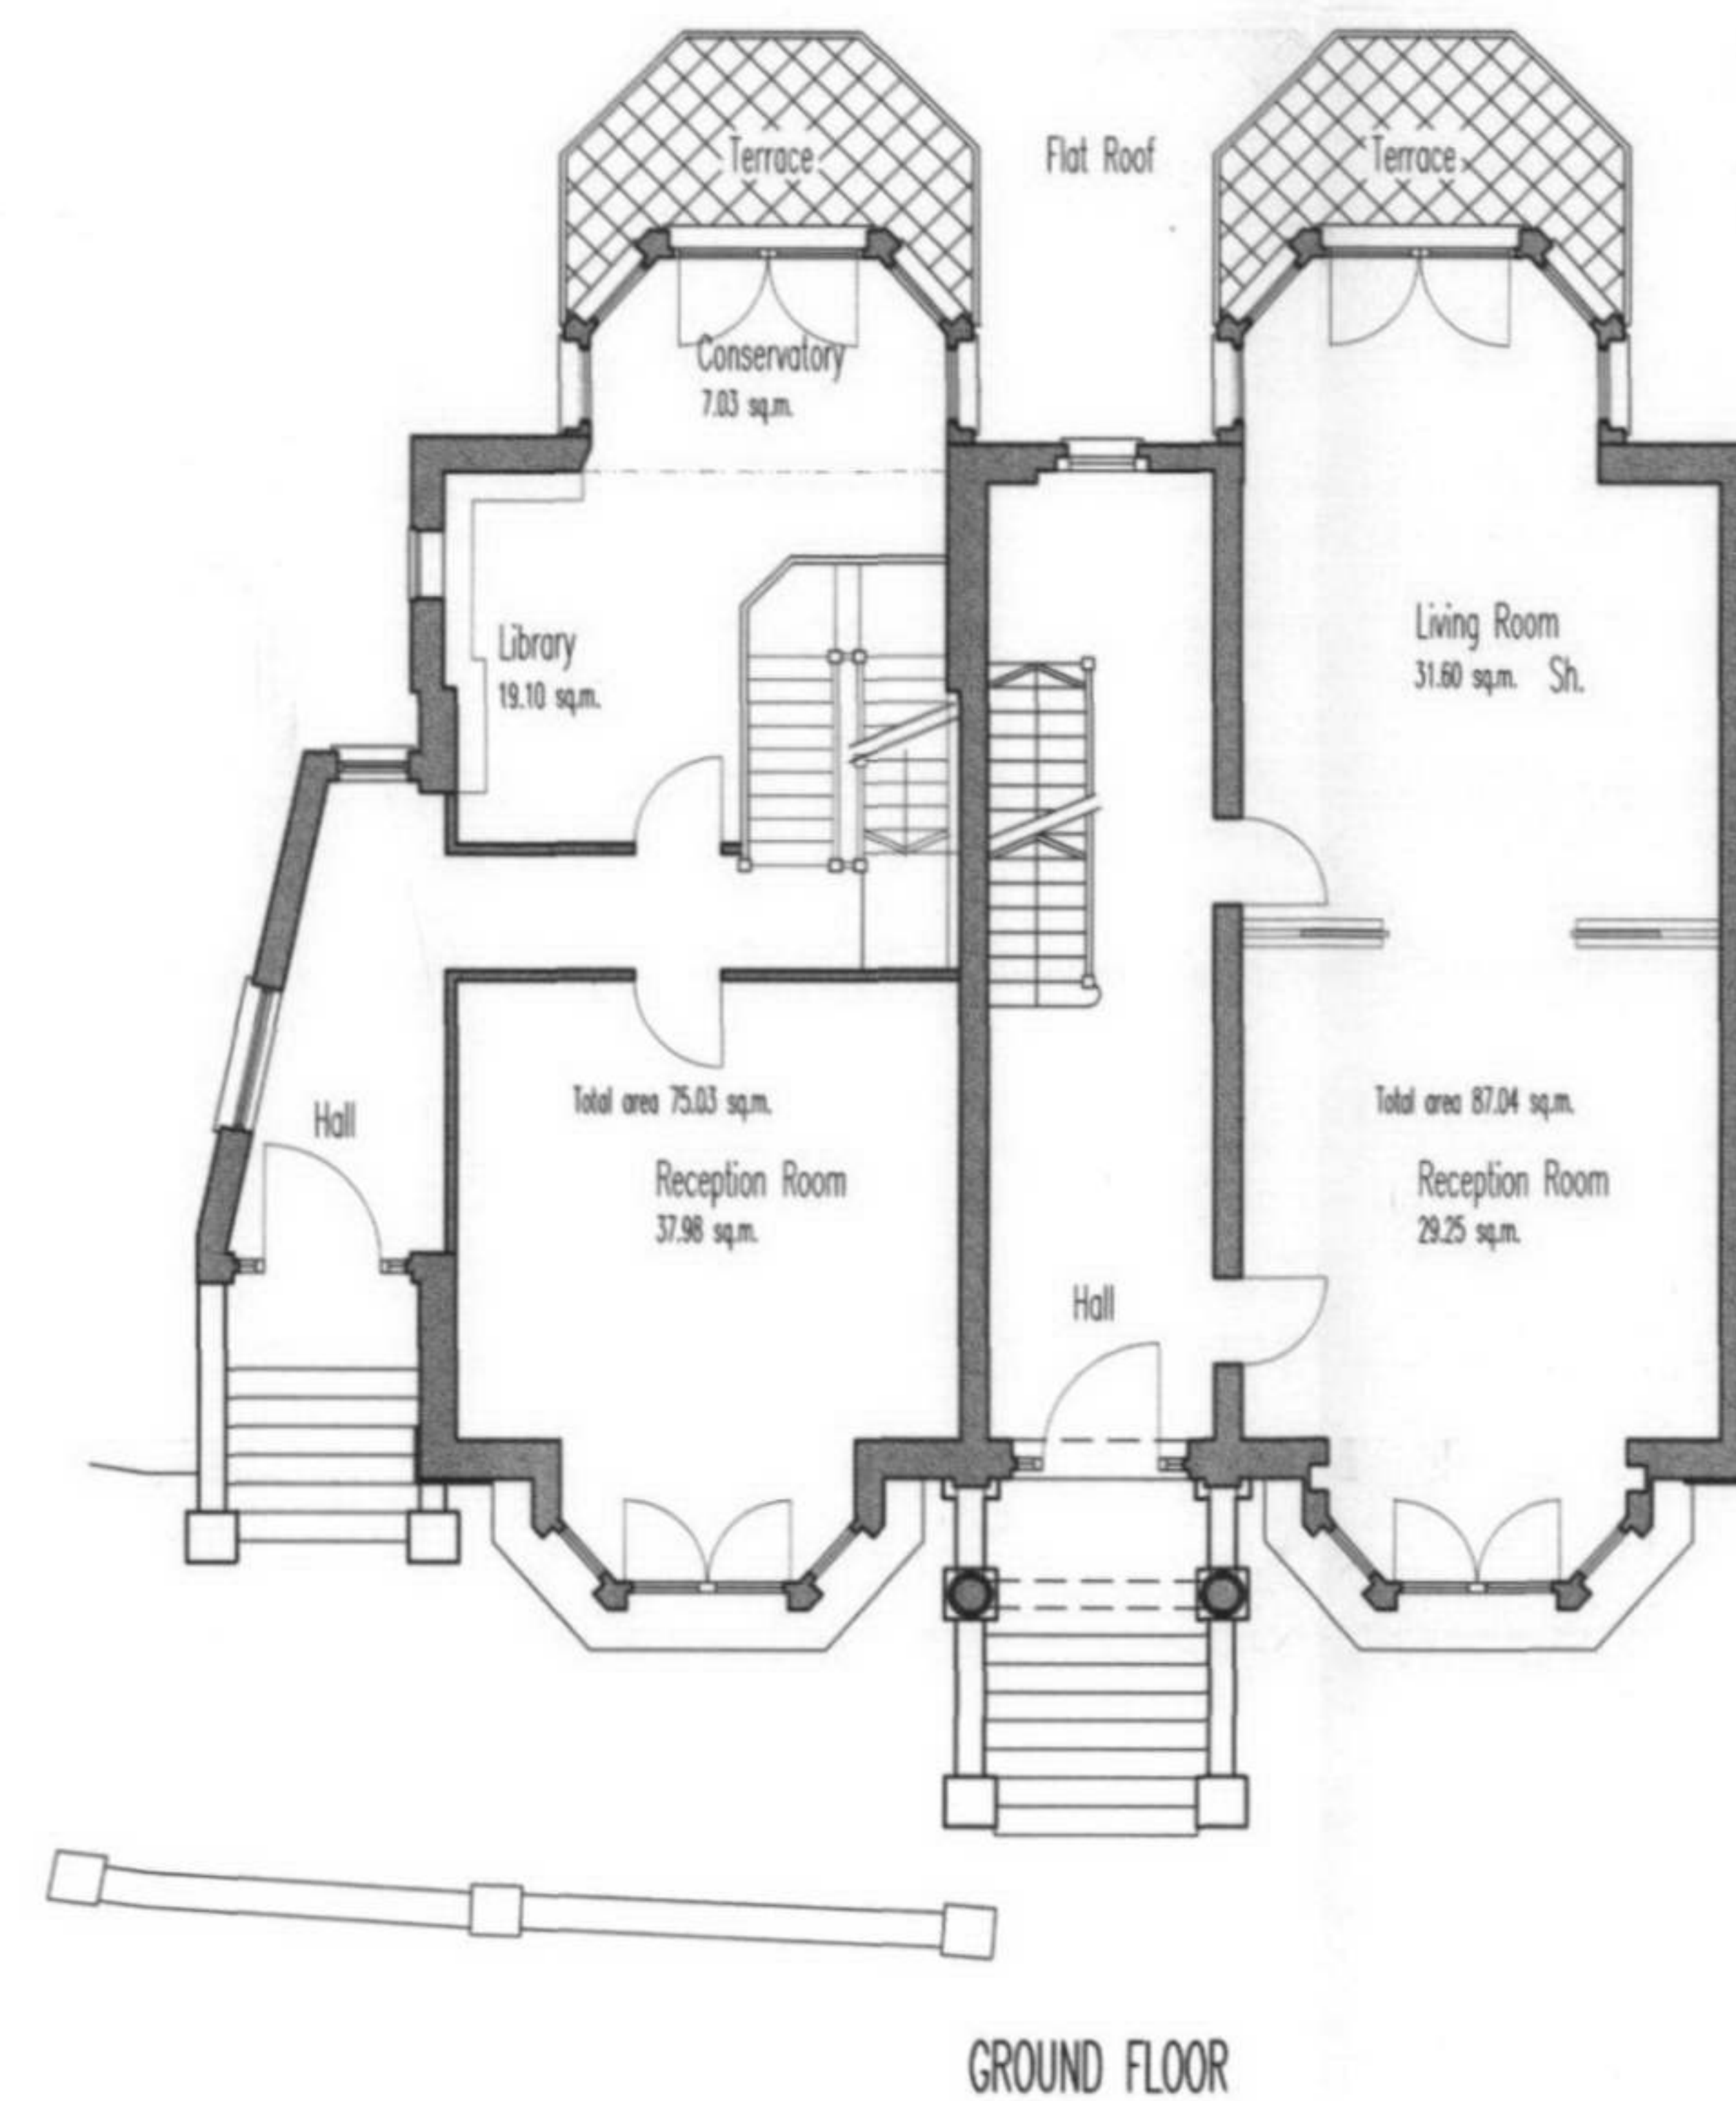 Terrace
Flat Roof
Terrace
Conservatory
7.03 sq.m.
Library
19.10 sq.m.
Living Room
31.60 sq.m. Sh.
Hall
Total area 75.03 sq.m.
Reception Room
37.98 sq.m.
Total area 87.04 sq.m.
Reception Room
29.25 sq.m.
Hall
GROUND FLOOR